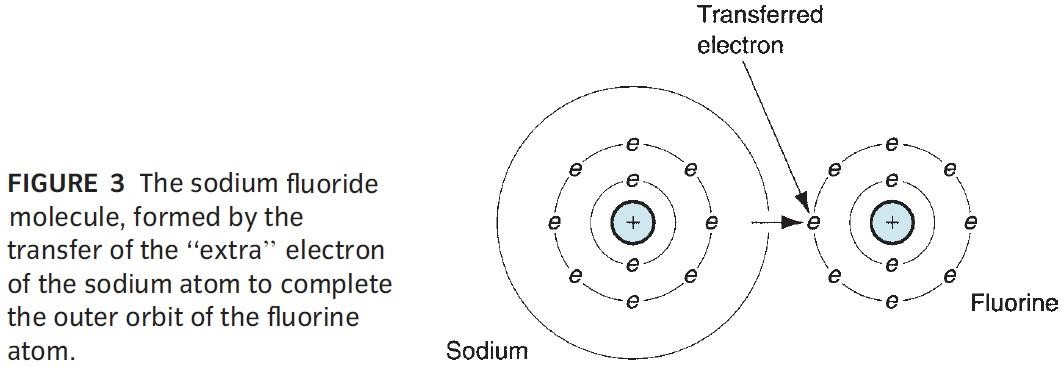 FIGURE 3 The sodium fluoride
molecule, formed by the
transfer of the “extra” electron
of the sodium atom to complete
the outer orbit of the fluorine
atom.
Transferred
electron
e
e e
e
e + e
e
e e
e
Sodium
e
e e
e
e + e
e
e e
e
Fluorine